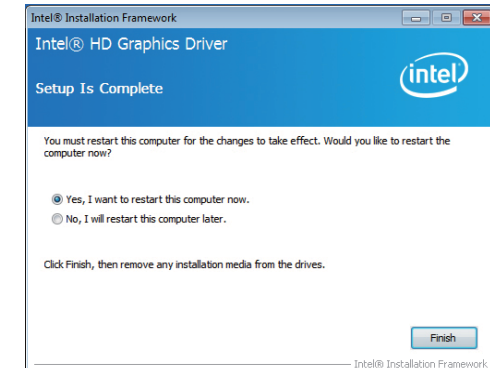 Intel® Installation Framework
Intel® HD Graphics Driver
intel
Setup Is Complete
You must restart this computer for the changes to take effect. Would you like to restart the
computer now?
Yes, I want to restart this computer now.
No, I will restart this computer later.
Click Finish, then remove any installation media from the drives.
Finish
Intel® Installation Framework